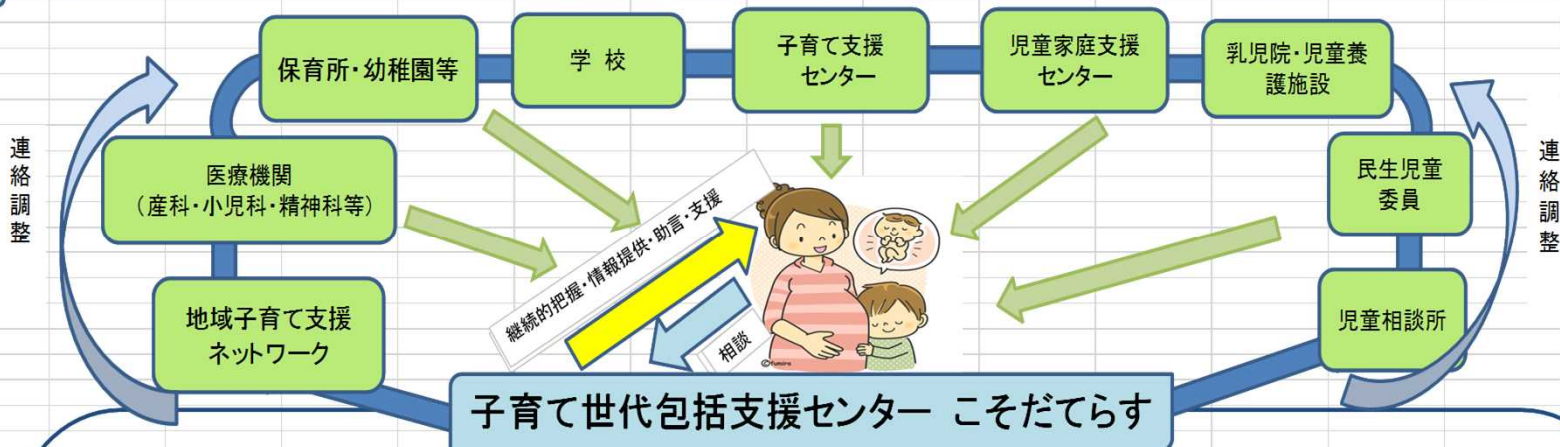 保育所・幼稚園等
学 校
子育て支援
センター
児童家庭支援
センター
乳児院・児童養
護施設
連絡調整
医療機関
（産科・小児科・精神科等）
民生児童
委員
連絡調整
継続的把握・情報提供・助言・支援
相談
地域子育て支援
ネットワーク
児童相談所
©fumira
子育て世代包括支援センター こそだてらす